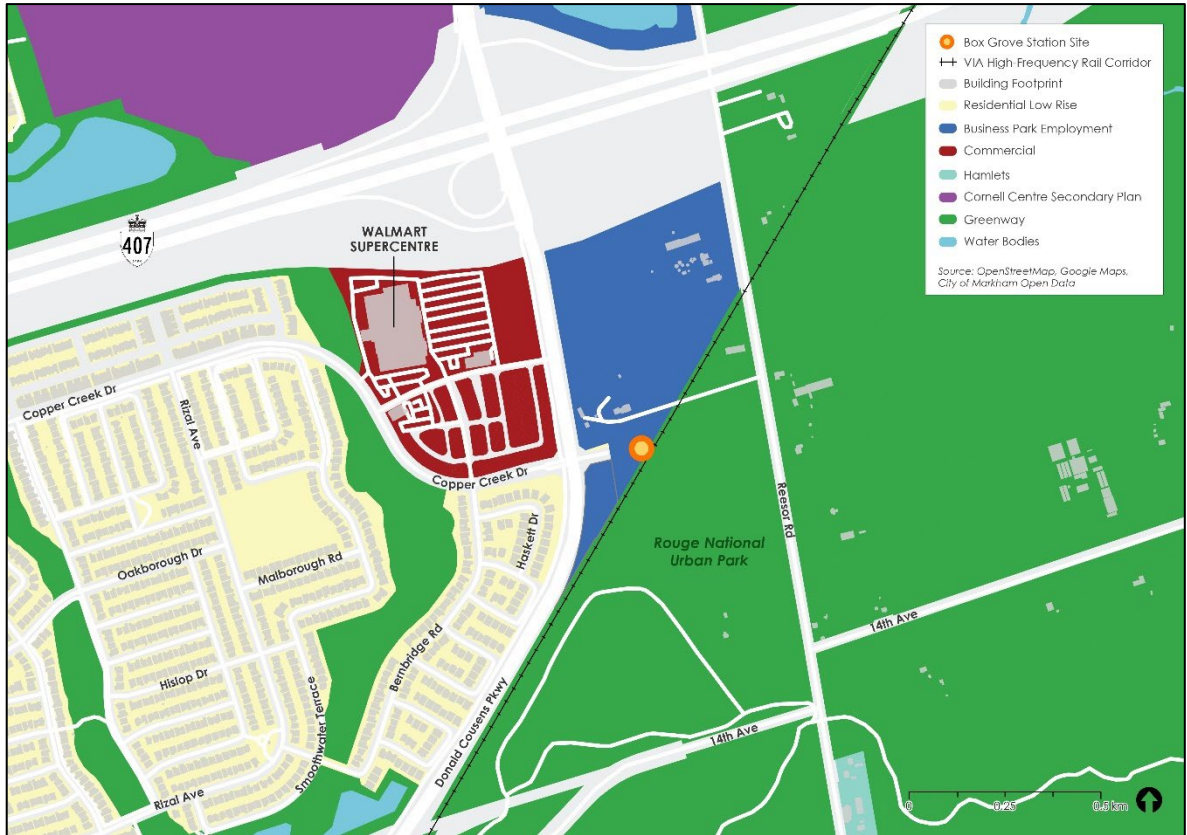 Box Grove Station Site
VIA High-Frequency Rail Corridor
Building Footprint
Residential Low Rise
Business Park Employment
Commercial
Hamlets
Cornell Centre Secondary Plan
Greenway
Water Bodies
Source: OpenStreetMap, Google Maps,
City of Markham Open Data
407
WALMART
SUPERCENTRE
Copper Creek Dr
Rizal Ave
Copper Creek Dr
Haskett Dr
Reesor Rd
Rouge National
Urban Park
Oakborough Dr
Malborough Rd
14th Ave
Bernbridge Rd
Hislop Dr
Smoothwater Terrace
Donald Cousens Pkwy
14th Ave
Rizal Ave
0 0.25 0.5 km